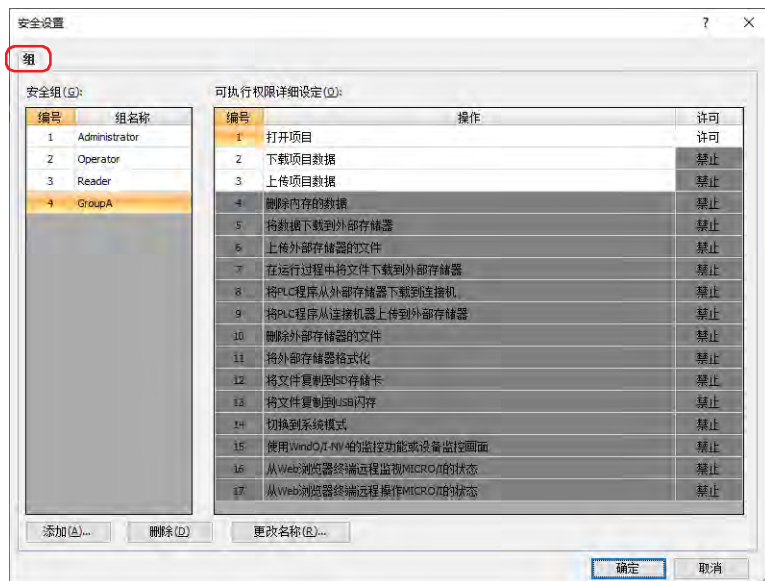 安全设置 ? ×
组
安全组(G): 可执行权限详细设定(O):
编号 组名称 编号 操作 许可
1 Administrator 1 打开项目 许可
2 Operator 2 下载项目数据 禁止
3 Reader 3 上传项目数据 禁止
4 GroupA 4 删除内存的数据 禁止
5 将数据下载到外部存储器 禁止
6 上传外部存储器的文件 禁止
7 在运行过程中将文件下载到外部存储器 禁止
8 将PLC程序从外部存储器下载到连接机 禁止
9 将PLC程序从连接机器上传到外部存储器 禁止
10 删除外部存储器的文件 禁止
11 将外部存储器格式化 禁止
12 将文件复制到SD存储卡 禁止
13 将文件复制到USB闪存 禁止
14 切换到系统模式 禁止
15 使用WindO/I-NV4的监控功能或设备监控画面 禁止
16 从Web浏览器终端远程监视MICRO/I的状态 禁止
17 从Web浏览器终端远程操作MICRO/I的状态 禁止
添加(A)... 删除(D) 更改名称(R)...
确定 取消